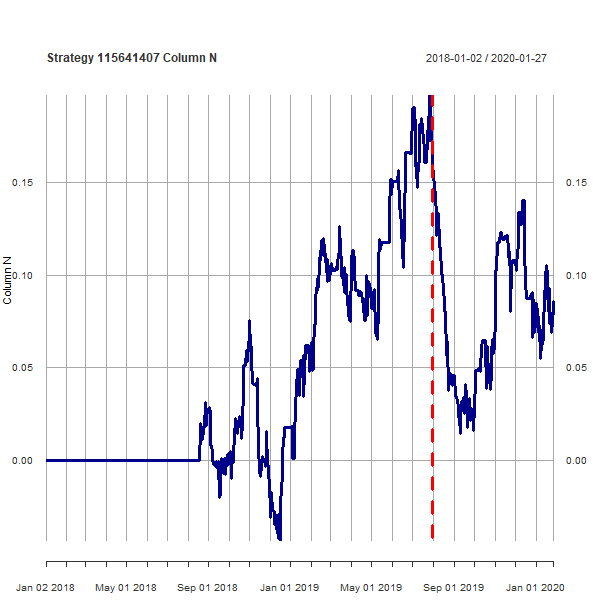 Strategy 115641407 Column N
2018-01-02 / 2020-01-27
0.15
0.15
0.10
0.10
Column N
0.05
0.05
0.00
0.00
Jan 02 2018
May 01 2018
Sep 01 2018
Jan 01 2019
May 01 2019
Sep 01 2019
Jan 01 2020